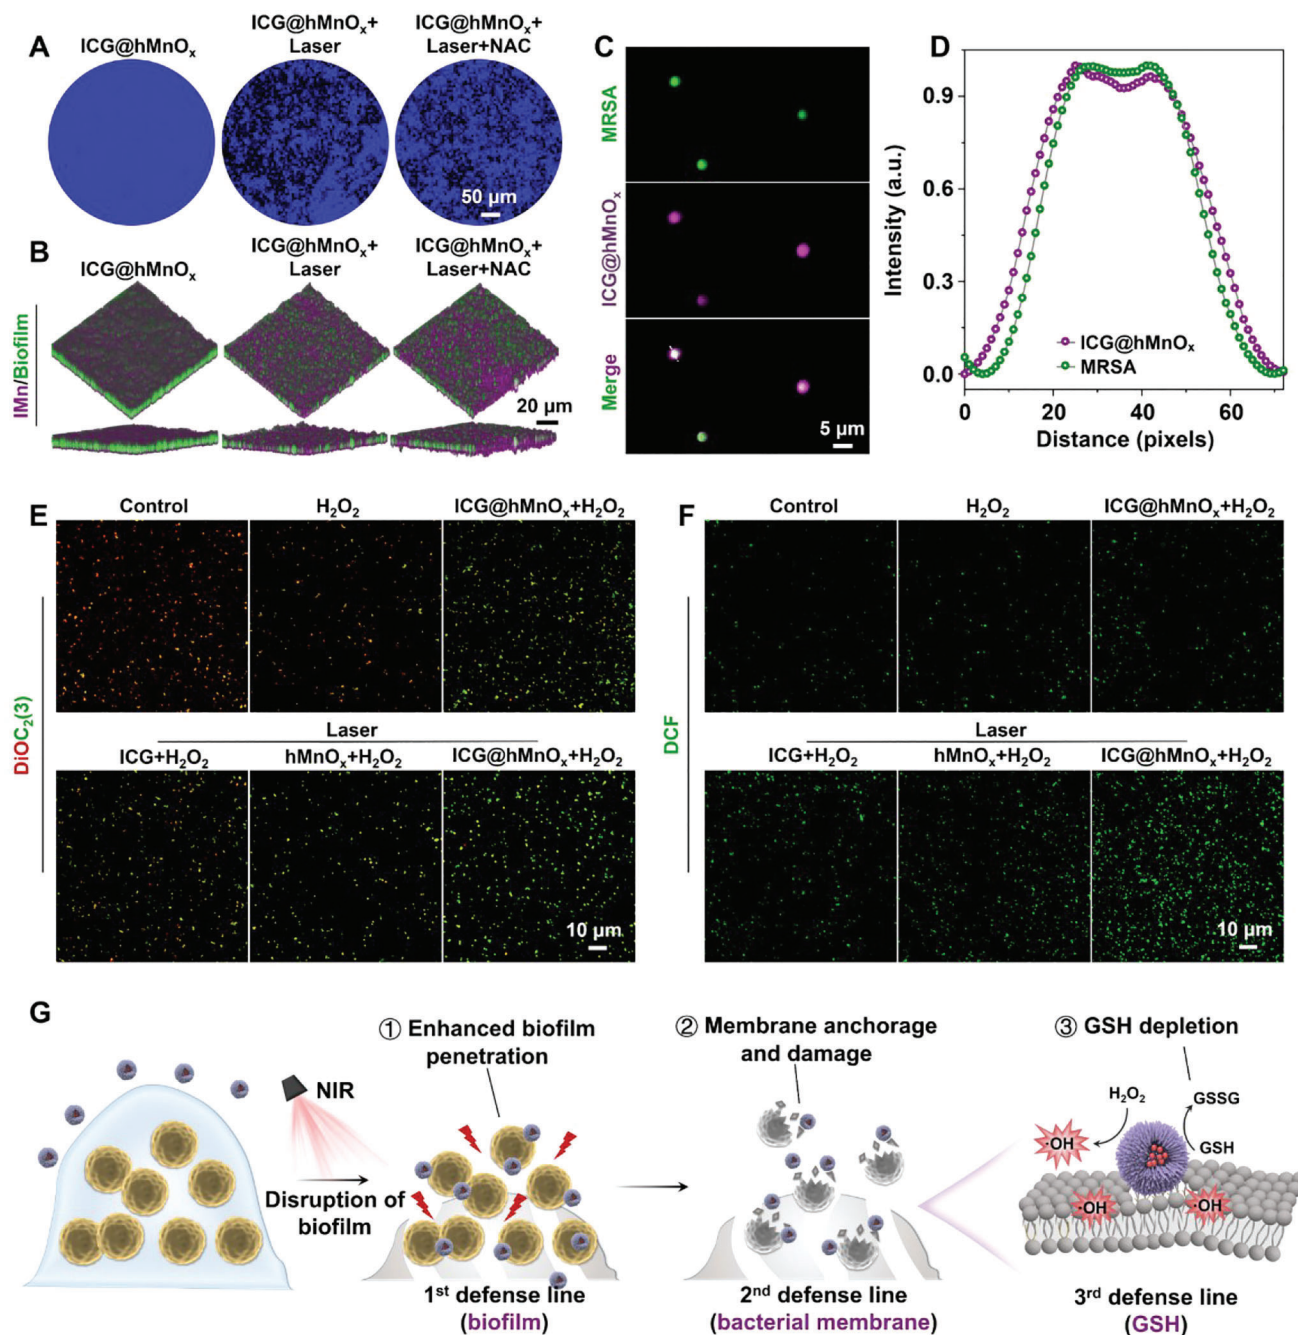 A
ICG@hMnOₓ
ICG@hMnOₓ+
Laser
ICG@hMnOₓ+
Laser+NAC
50 μm
B
IMn/Biofilm
ICG@hMnOₓ
ICG@hMnOₓ+
Laser
ICG@hMnOₓ+
Laser+NAC
20 μm
C
MRSA
ICG@hMnOₓ
Merge
5 μm
D
Intensity (a.u.)
0.9
0.6
0.3
0.0
ICG@hMnOₓ
MRSA
0 20 40 60
Distance (pixels)
E
DiOC₂(3)
Control
H₂O₂
ICG@hMnOₓ+H₂O₂
Laser
ICG+H₂O₂
hMnOₓ+H₂O₂
ICG@hMnOₓ+H₂O₂
10 μm
F
DCF
Control
H₂O₂
ICG@hMnOₓ+H₂O₂
Laser
ICG+H₂O₂
hMnOₓ+H₂O₂
ICG@hMnOₓ+H₂O₂
10 μm
G
NIR
Disruption of
biofilm
① Enhanced biofilm
penetration
1ˢᵗ defense line
(biofilm)
② Membrane anchorage
and damage
2ⁿᵈ defense line
(bacterial membrane)
③ GSH depletion
H₂O₂
GSSG
·OH
GSH
·OH
·OH
3ʳᵈ defense line
(GSH)